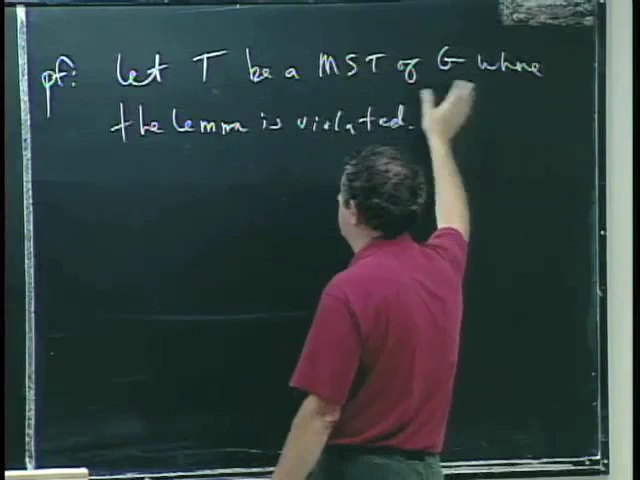 pf: Let T be a MST of G where
the lemma is violated.